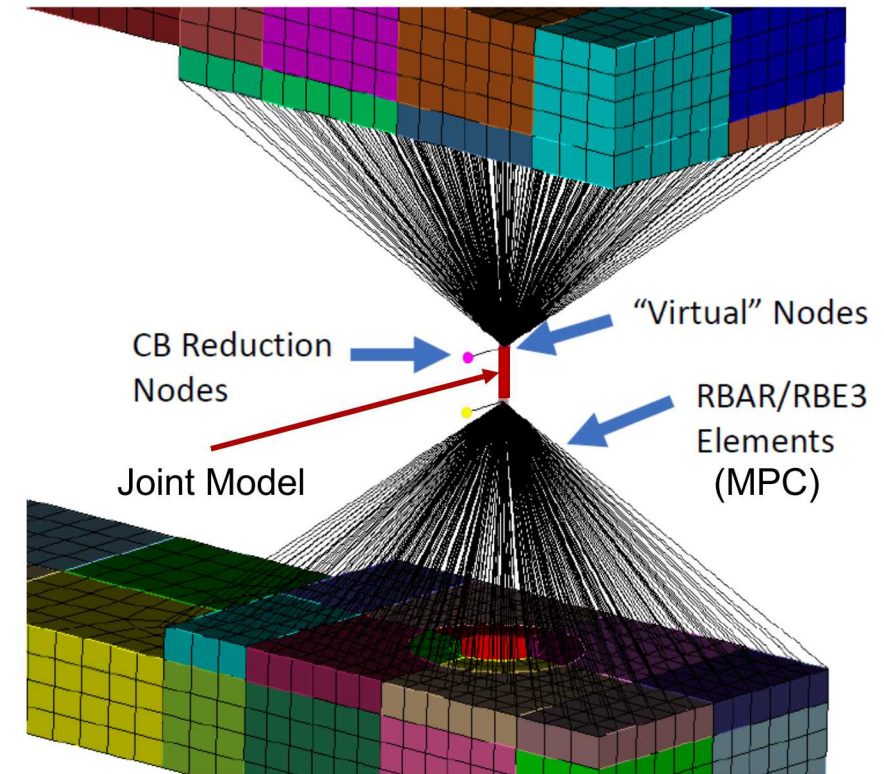 "Virtual" Nodes
CB Reduction
Nodes
RBAR/RBE3
Elements
(MPC)
Joint Model